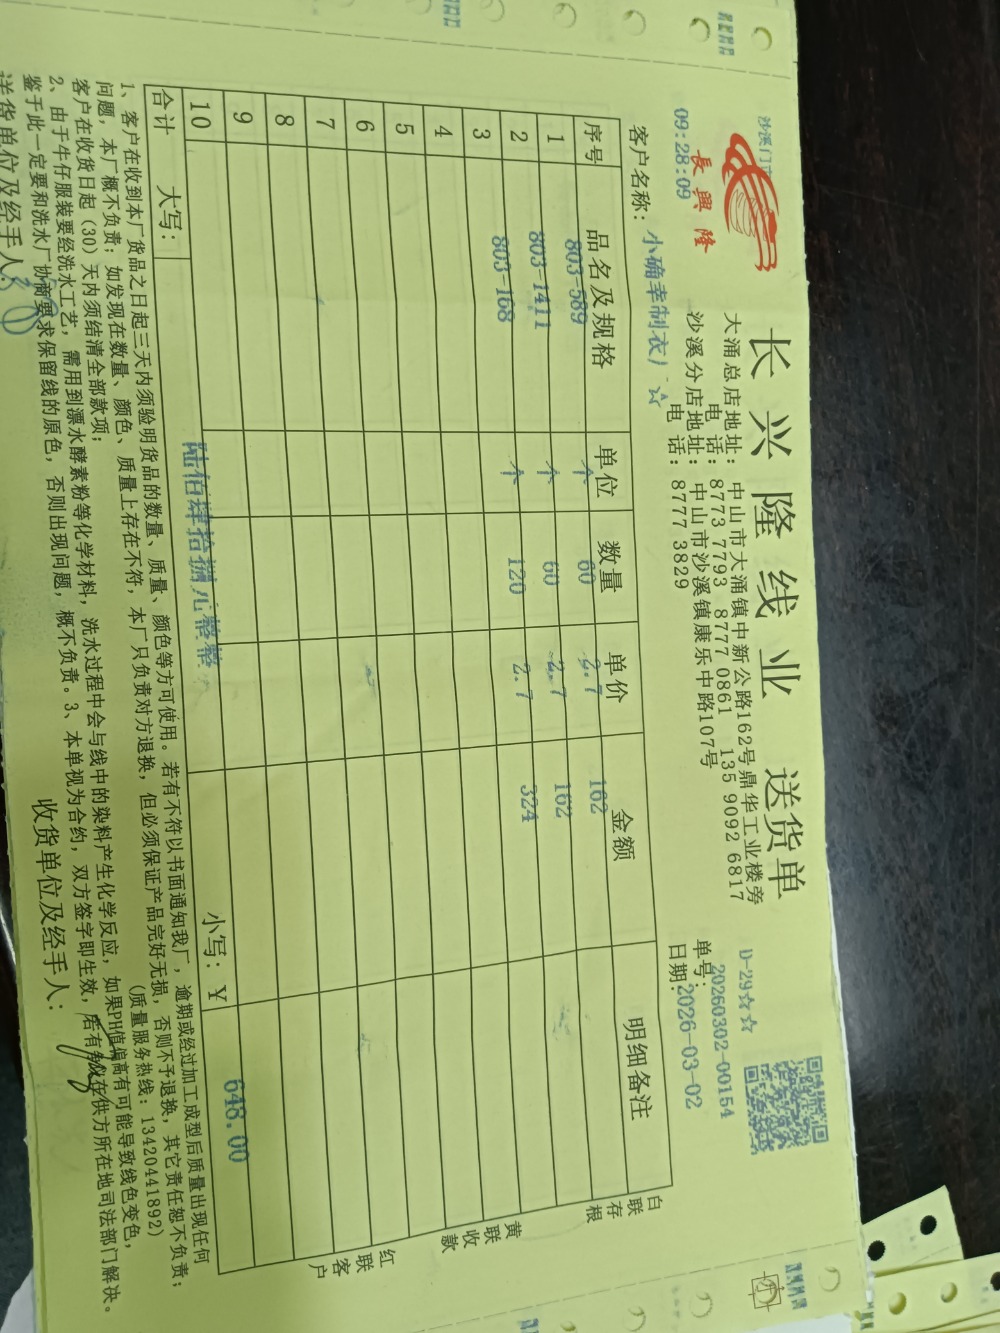 沙溪门市
09:28:09
長興隆
长兴隆线业 送货单
大涌总店地址: 中山市大涌镇中新公路162号鼎华工业楼旁
电 话: 8773 7793 8777 0861 135 9092 6817
沙溪分店地址: 中山市沙溪镇康乐中路107号
电 话: 8777 3829
D-29☆☆
单号: 20260302-00154
日期: 2026-03-02
客户名称: 小确幸制衣厂 ☆
序号 品名及规格 单位 数量 单价 金额 明细备注
1 803-589 个 60 2.7 162
2 803-1411 个 60 2.7 162
3 803-168 个 120 2.7 324
4
5
6
7
8
9
10
合计 大写: 陆佰肆拾捌元整整 小写: ¥ 648.00
白联存根
黄联收款
红联客户
1、客户在收到本厂货品之日起三天内须验明货品的数量、质量、颜色等方可使用。若有不符以书面通知我厂，逾期或经过加工成型后质量出现任何
问题，本厂概不负责；如发现在数量、颜色、质量上存在不符，本厂只负责对方退换，但必须保证产品完好无损，否则不予退换，其它责任恕不负责；
客户在收货日起（30）天内须结清全部款项； （质量服务热线: 13420441892）
2、由于牛仔服装要经洗水工艺，需用到漂水酵素粉等化学材料，洗水过程中会与线中的染料产生化学反应，如果PH值偏高有可能导致线色变色，
鉴于此一定要和洗水厂协商要求保留线的原色，否则出现问题，概不负责。3、本单视为合约，双方签字即生效，若有争议在供方所在地司法部门解决。
送货单位及经手人: 收货单位及经手人: